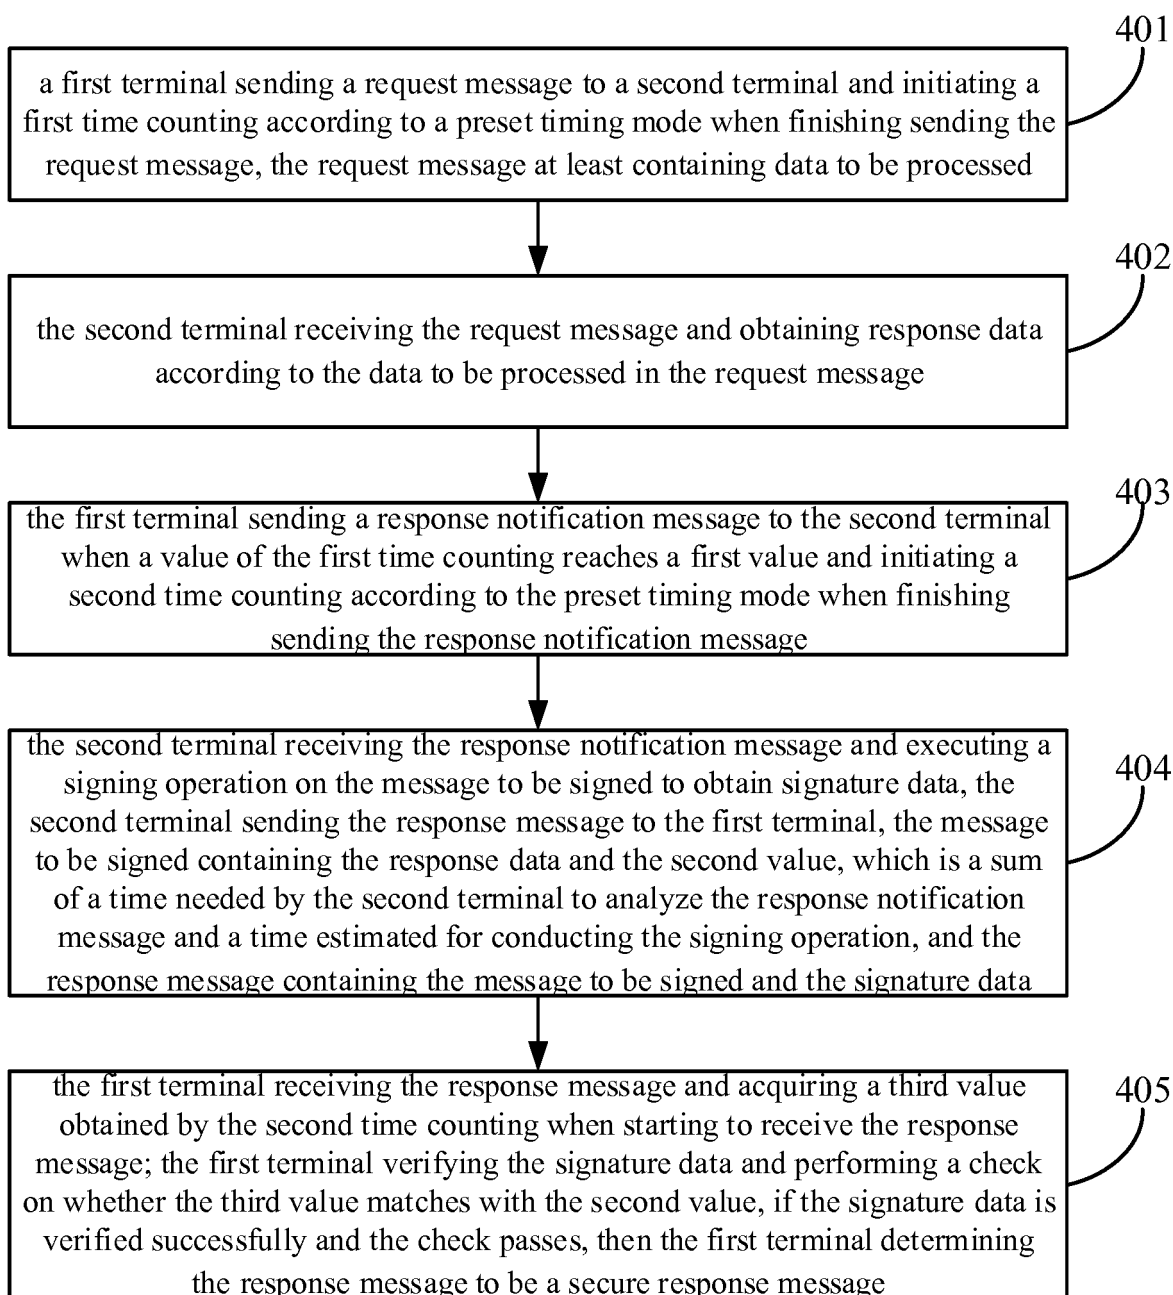 401
a first terminal sending a request message to a second terminal and initiating a
first time counting according to a preset timing mode when finishing sending the
request message, the request message at least containing data to be processed
402
the second terminal receiving the request message and obtaining response data
according to the data to be processed in the request message
403
the first terminal sending a response notification message to the second terminal
when a value of the first time counting reaches a first value and initiating a
second time counting according to the preset timing mode when finishing
sending the response notification message
404
the second terminal receiving the response notification message and executing a
signing operation on the message to be signed to obtain signature data, the
second terminal sending the response message to the first terminal, the message
to be signed containing the response data and the second value, which is a sum
of a time needed by the second terminal to analyze the response notification
message and a time estimated for conducting the signing operation, and the
response message containing the message to be signed and the signature data
405
the first terminal receiving the response message and acquiring a third value
obtained by the second time counting when starting to receive the response
message; the first terminal verifying the signature data and performing a check
on whether the third value matches with the second value, if the signature data is
verified successfully and the check passes, then the first terminal determining
the response message to be a secure response message